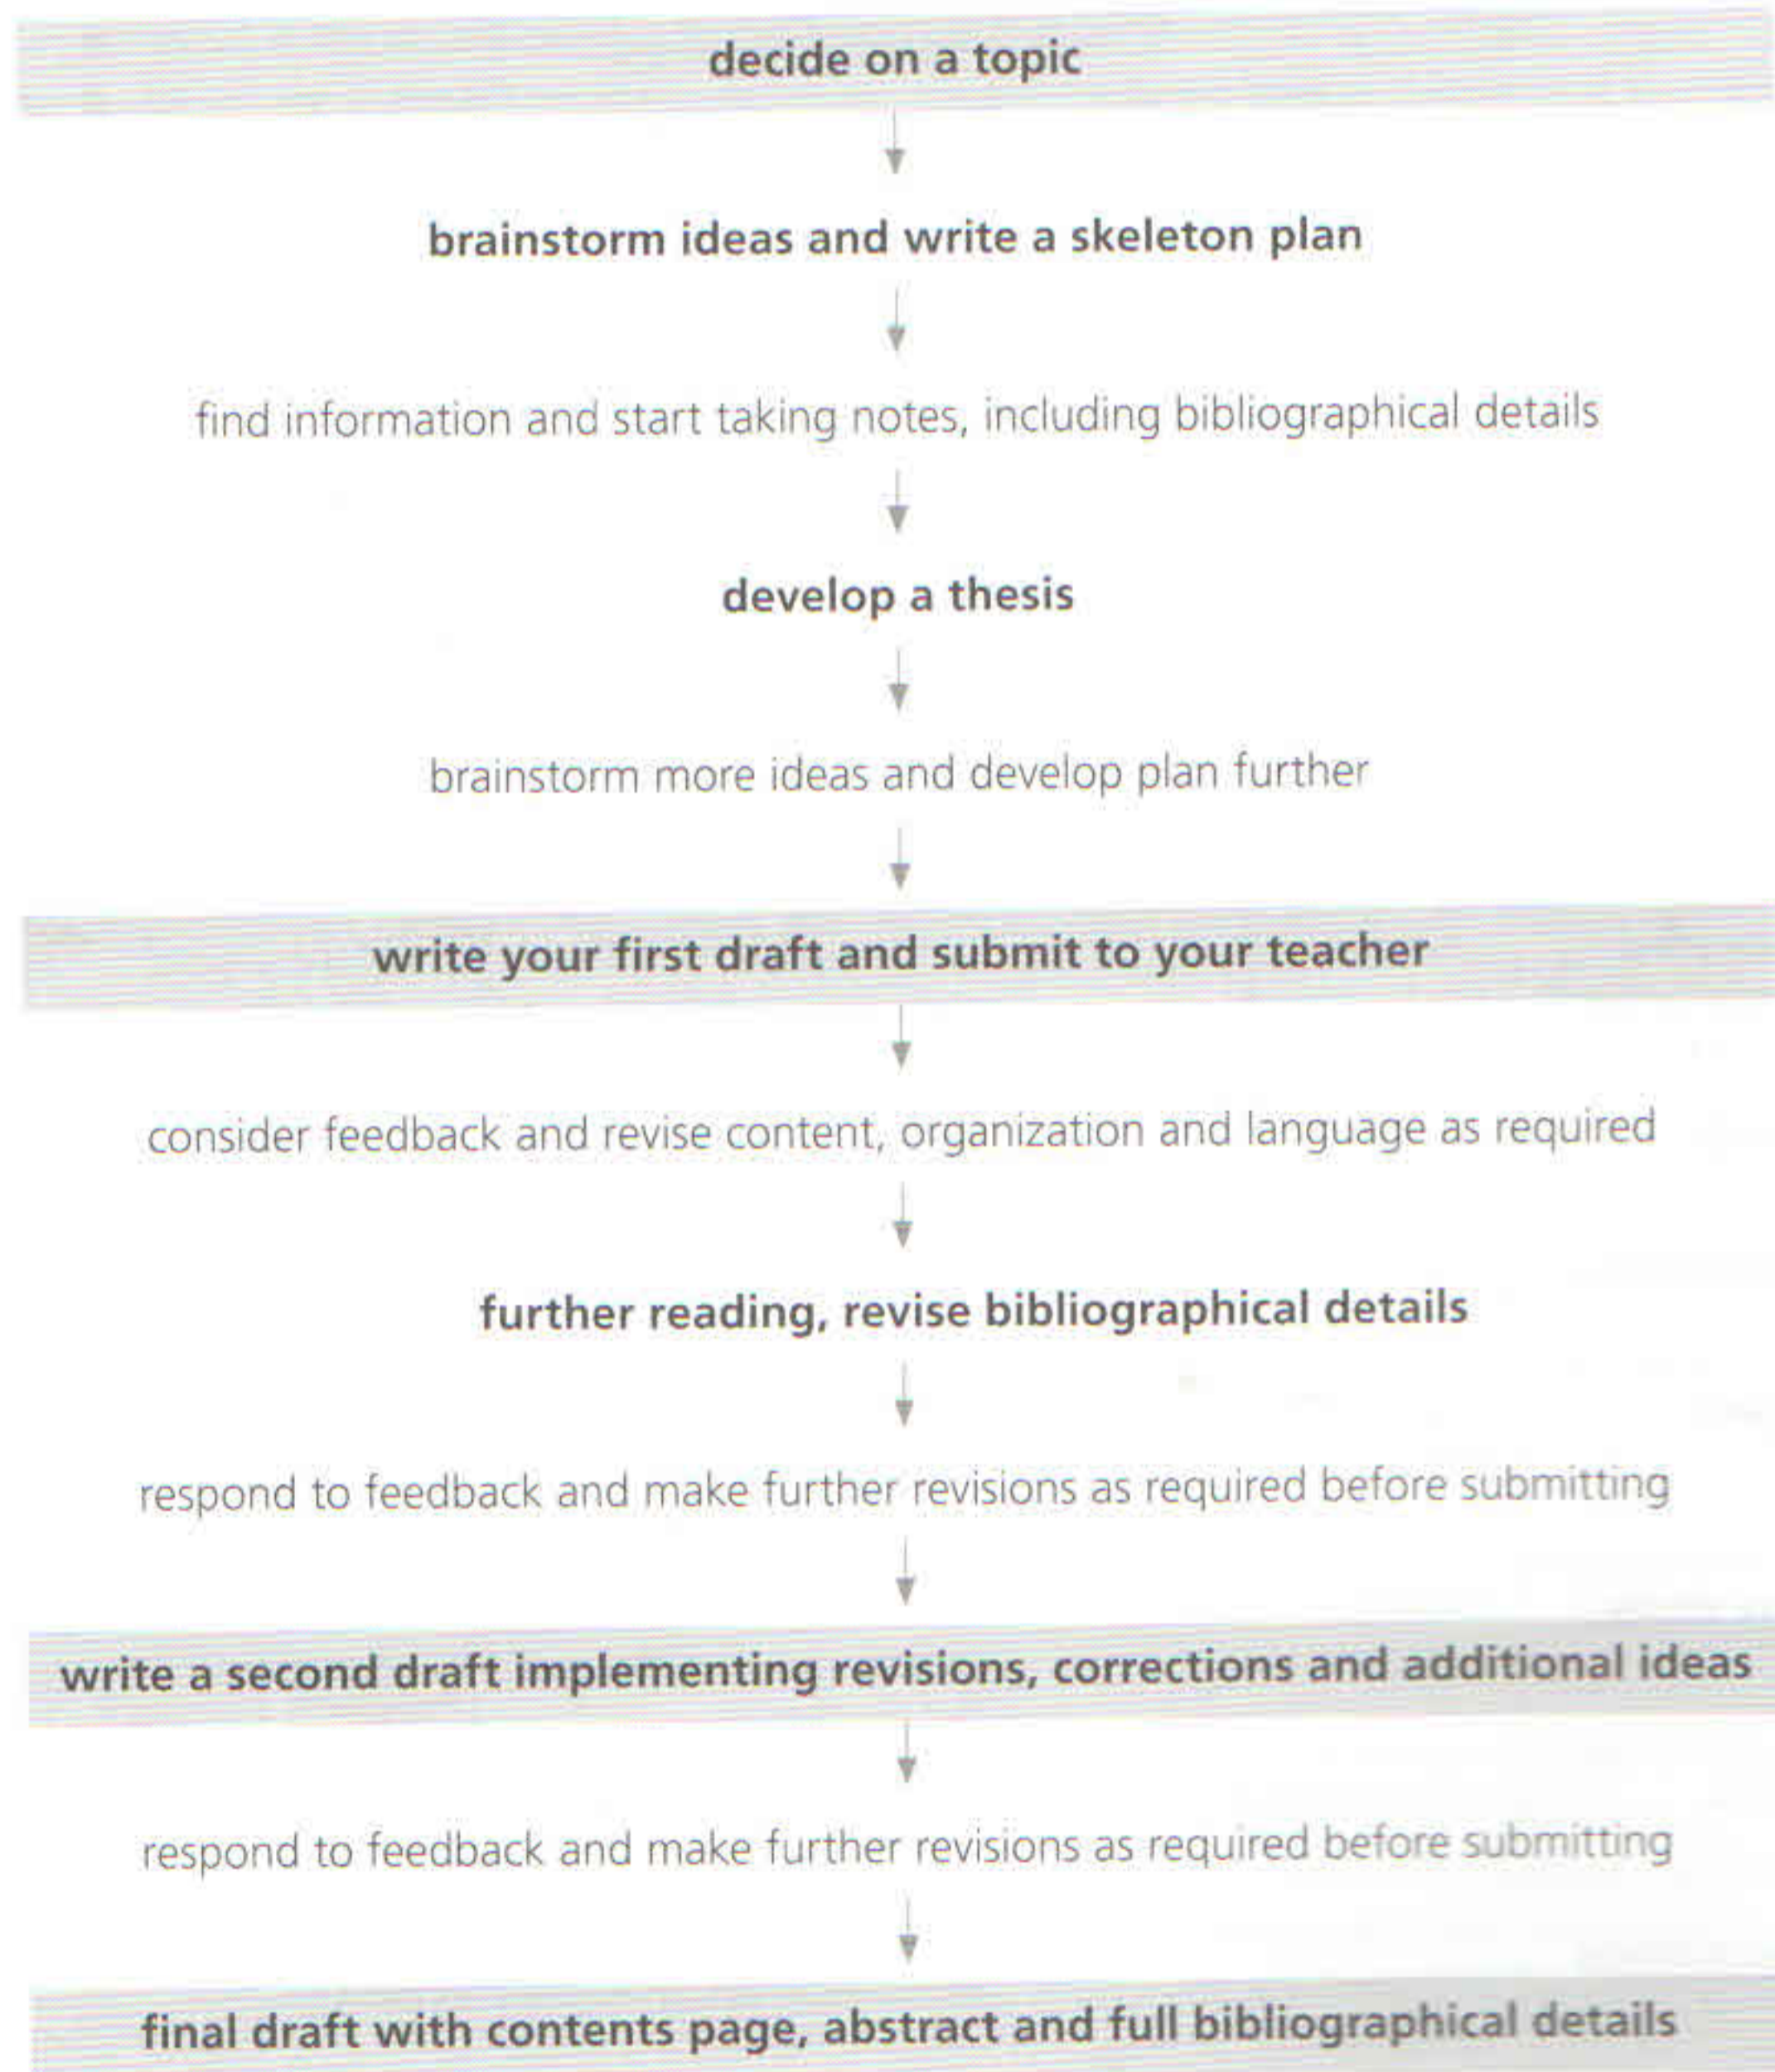 decide on a topic
brainstorm ideas and write a skeleton plan
find information and start taking notes, including bibliographical details
develop a thesis
brainstorm more ideas and develop plan further
write your first draft and submit to your teacher
consider feedback and revise content, organization and language as required
further reading, revise bibliographical details
respond to feedback and make further revisions as required before submitting
write a second draft implementing revisions, corrections and additional ideas
respond to feedback and make further revisions as required before submitting
final draft with contents page, abstract and full bibliographical details